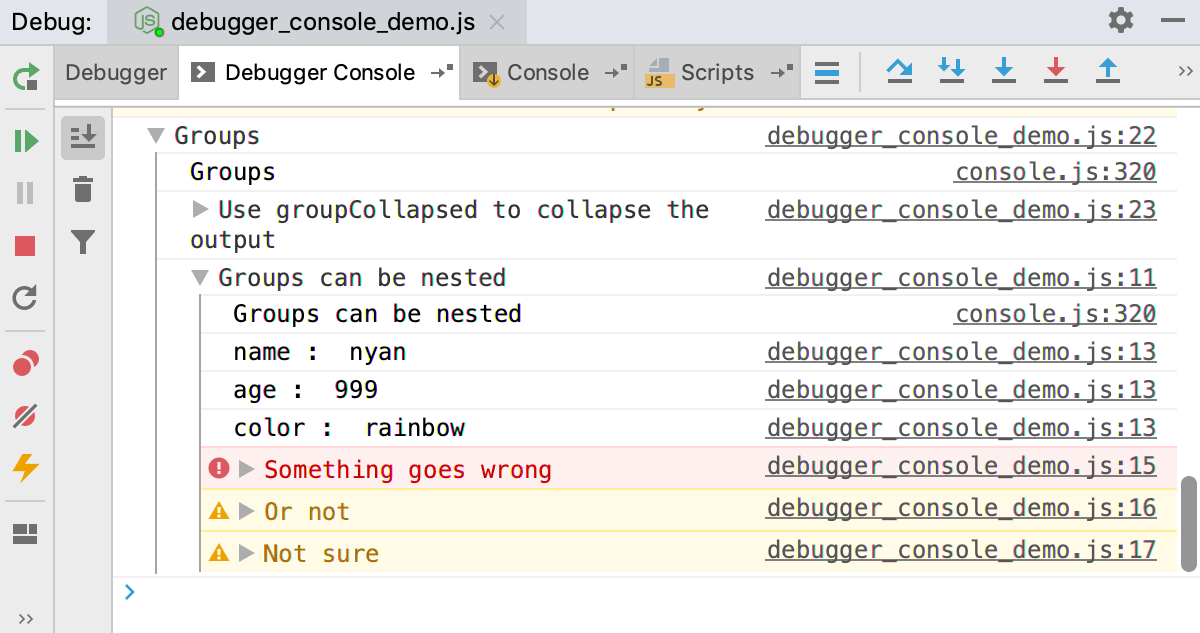 Debug: debugger_console_demo.js
Debugger Debugger Console Console JS Scripts
Groups debugger_console_demo.js:22
Groups console.js:320
Use groupCollapsed to collapse the debugger_console_demo.js:23
output
Groups can be nested debugger_console_demo.js:11
Groups can be nested console.js:320
name : nyan debugger_console_demo.js:13
age : 999 debugger_console_demo.js:13
color : rainbow debugger_console_demo.js:13
Something goes wrong debugger_console_demo.js:15
Or not debugger_console_demo.js:16
Not sure debugger_console_demo.js:17